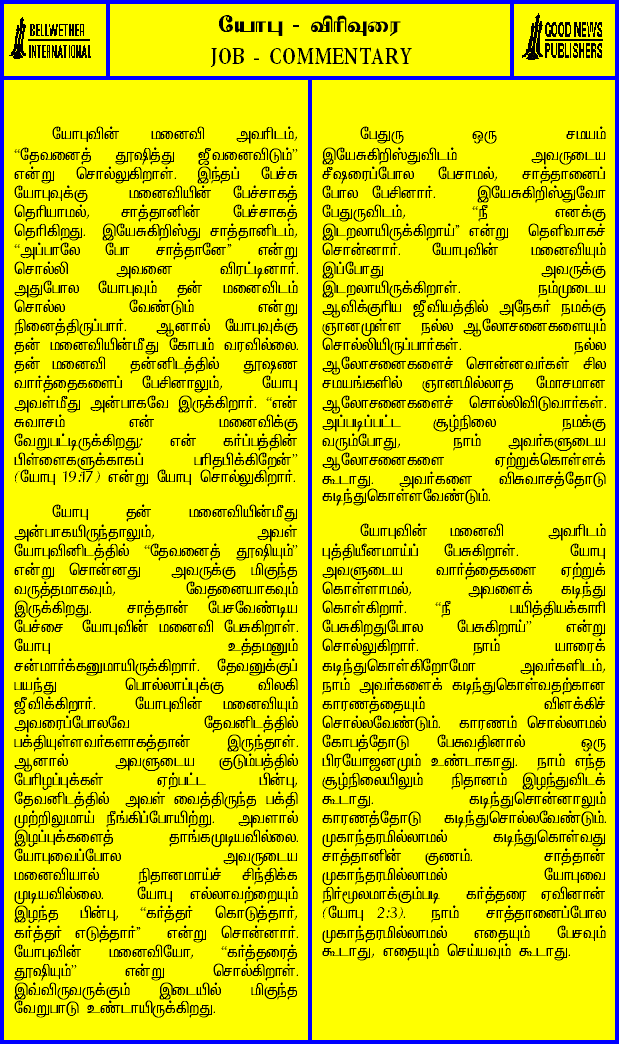 BELLWETHER
INTERNATIONAL
யோபு - விரிவுரை
JOB - COMMENTARY
GOOD NEWS
PUBLISHERS
யோபுவின் மனைவி அவரிடம்,
“தேவனைத் தூஷித்து ஜீவனைவிடும்”
என்று சொல்லுகிறாள். இந்தப் பேச்சு
யோபுவுக்கு மனைவியின் பேச்சாகத்
தெரியாமல், சாத்தானின் பேச்சாகத்
தெரிகிறது. இயேசுகிறிஸ்து சாத்தானிடம்,
“அப்பாலே போ சாத்தானே” என்று
சொல்லி அவனை விரட்டினார்.
அதுபோல யோபுவும் தன் மனைவிடம்
சொல்ல வேண்டும் என்று
நினைத்திருப்பார். ஆனால் யோபுவுக்கு
தன் மனைவியின்மீது கோபம் வரவில்லை.
தன் மனைவி தன்னிடத்தில் தூஷண
வார்த்தைகளைப் பேசினாலும், யோபு
அவள்மீது அன்பாகவே இருக்கிறார். “என்
சுவாசம் என் மனைவிக்கு
வேறுபட்டிருக்கிறது; என் கர்ப்பத்தின்
பிள்ளைகளுக்காகப் பரிதபிக்கிறேன்”
(யோபு 19:17) என்று யோபு சொல்லுகிறார்.
யோபு தன் மனைவியின்மீது
அன்பாகயிருந்தாலும், அவள்
யோபுவினிடத்தில் “தேவனைத் தூஷியும்”
என்று சொன்னது அவருக்கு மிகுந்த
வருத்தமாகவும், வேதனையாகவும்
இருக்கிறது. சாத்தான் பேசவேண்டிய
பேச்சை யோபுவின் மனைவி பேசுகிறாள்.
யோபு உத்தமனும்
சன்மார்க்கனுமாயிருக்கிறார். தேவனுக்குப்
பயந்து பொல்லாப்புக்கு விலகி
ஜீவிக்கிறார். யோபுவின் மனைவியும்
அவரைப்போலவே தேவனிடத்தில்
பக்தியுள்ளவர்களாகத்தான் இருந்தாள்.
ஆனால் அவளுடைய குடும்பத்தில்
பேரிழப்புக்கள் ஏற்பட்ட பின்பு,
தேவனிடத்தில் அவள் வைத்திருந்த பக்தி
முற்றிலுமாய் நீங்கிப்போயிற்று. அவளால்
இழப்புக்களைத் தாங்கமுடியவில்லை.
யோபுவைப்போல அவருடைய
மனைவியால் நிதானமாய்ச் சிந்திக்க
முடியவில்லை. யோபு எல்லாவற்றையும்
இழந்த பின்பு, “கர்த்தர் கொடுத்தார்,
கர்த்தர் எடுத்தார்” என்று சொன்னார்.
யோபுவின் மனைவியோ, “கர்த்தரைத்
தூஷியும்” என்று சொல்கிறாள்.
இவ்விருவருக்கும் இடையில் மிகுந்த
வேறுபாடு உண்டாயிருக்கிறது.
பேதுரு ஒரு சமயம்
இயேசுகிறிஸ்துவிடம் அவருடைய
சீஷரைப்போல பேசாமல், சாத்தானைப்
போல பேசினார். இயேசுகிறிஸ்துவோ
பேதுருவிடம், “நீ எனக்கு
இடறலாயிருக்கிறாய்” என்று தெளிவாகச்
சொன்னார். யோபுவின் மனைவியும்
இப்போது அவருக்கு
இடறலாயிருக்கிறாள். நம்முடைய
ஆவிக்குரிய ஜீவியத்தில் அநேகர் நமக்கு
ஞானமுள்ள நல்ல ஆலோசனைகளையும்
சொல்லியிருப்பார்கள். நல்ல
ஆலோசனைகளைச் சொன்னவர்கள் சில
சமயங்களில் ஞானமில்லாத மோசமான
ஆலோசனைகளைச் சொல்லிவிடுவார்கள்.
அப்படிப்பட்ட சூழ்நிலை நமக்கு
வரும்போது, நாம் அவர்களுடைய
ஆலோசனைகளை ஏற்றுக்கொள்ளக்
கூடாது. அவர்களை விசுவாசத்தோடு
கடிந்துகொள்ளவேண்டும்.
யோபுவின் மனைவி அவரிடம்
புத்தியீனமாய்ப் பேசுகிறாள். யோபு
அவளுடைய வார்த்தைகளை ஏற்றுக்
கொள்ளாமல், அவளைக் கடிந்து
கொள்கிறார். “நீ பயித்தியக்காரி
பேசுகிறதுபோல பேசுகிறாய்” என்று
சொல்லுகிறார். நாம் யாரைக்
கடிந்துகொள்கிறோமோ அவர்களிடம்,
நாம் அவர்களைக் கடிந்துகொள்வதற்கான
காரணத்தையும் விளக்கிச்
சொல்லவேண்டும். காரணம் சொல்லாமல்
கோபத்தோடு பேசுவதினால் ஒரு
பிரயோஜனமும் உண்டாகாது. நாம் எந்த
சூழ்நிலையிலும் நிதானம் இழந்துவிடக்
கூடாது. கடிந்துசொன்னாலும்
காரணத்தோடு கடிந்துசொல்லவேண்டும்.
முகாந்தரமில்லாமல் கடிந்துகொள்வது
சாத்தானின் குணம். சாத்தான்
முகாந்தரமில்லாமல் யோபுவை
நிர்மூலமாக்கும்படி கர்த்தரை ஏவினான்
(யோபு 2:3). நாம் சாத்தானைப்போல
முகாந்தரமில்லாமல் எதையும் பேசவும்
கூடாது, எதையும் செய்யவும் கூடாது.